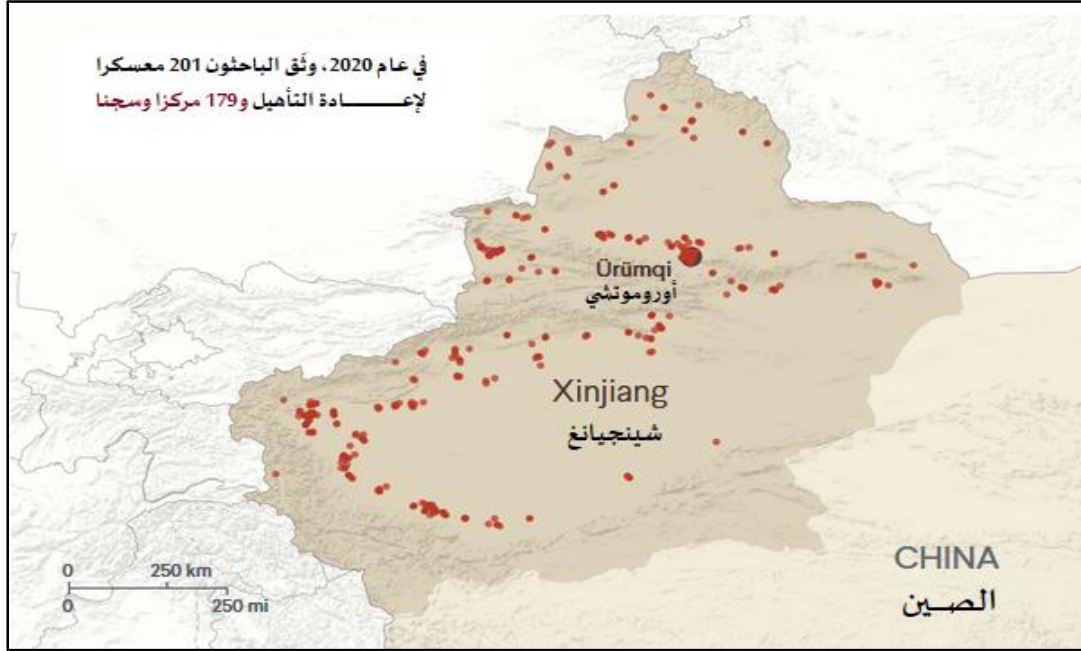 في عام 2020، وثّق الباحثون 201 معسكرا
لإعـــــــادة التأهيل و179 مركزا وسجنا
Ürümqi
أوروموتشي
Xinjiang
شينجيانغ
CHINA
الصـــين
0 250 km
0 250 mi